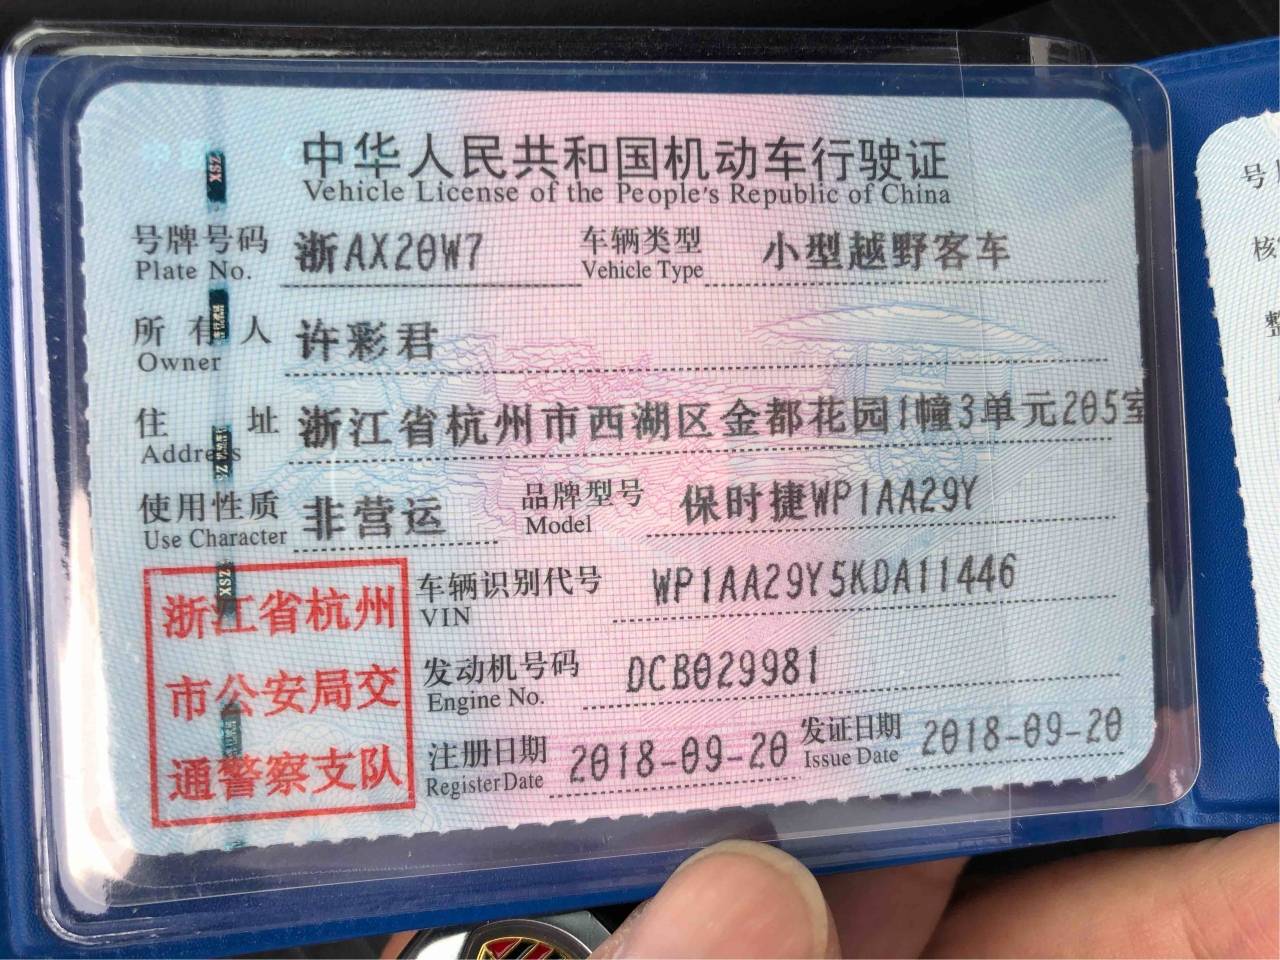 中华人民共和国机动车行驶证
Vehicle License of the People's Republic of China
号牌号码 浙AX20W7 车辆类型 小型越野客车
Plate No. Vehicle Type
所有人 许彩君
Owner
住址 浙江省杭州市西湖区金都花园1幢3单元205室
Address
使用性质 非营运 品牌型号 保时捷WP1AA29Y
Use Character Model
车辆识别代号 WP1AA29Y5KDA11446
VIN
发动机号码 DCB029981
Engine No.
注册日期 2018-09-20 发证日期 2018-09-20
Register Date Issue Date
浙江省杭州
市公安局交
通警察支队
XSZ
XSZ
号
核
整